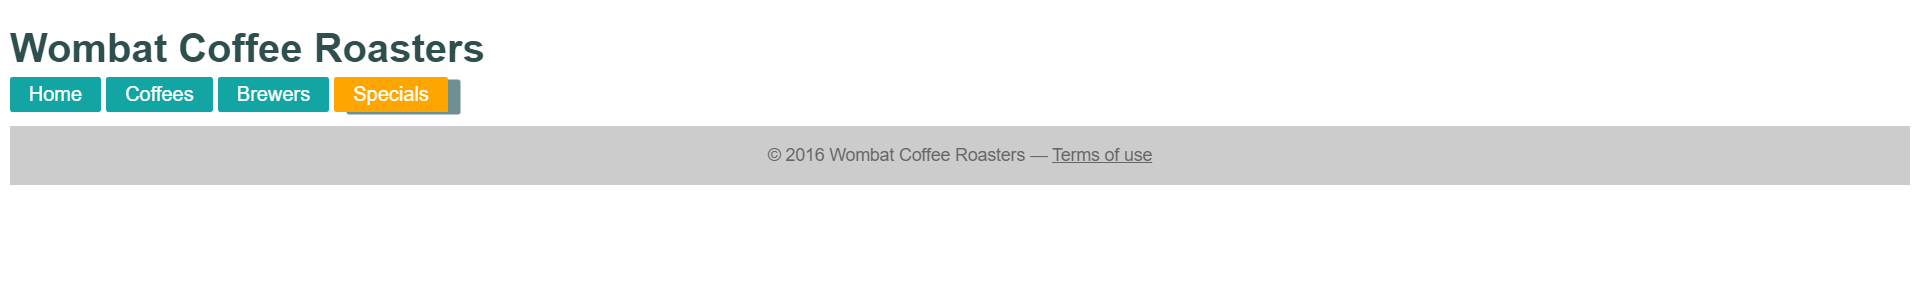 Wombat Coffee Roasters
Home Coffees Brewers Specials
© 2016 Wombat Coffee Roasters — Terms of use